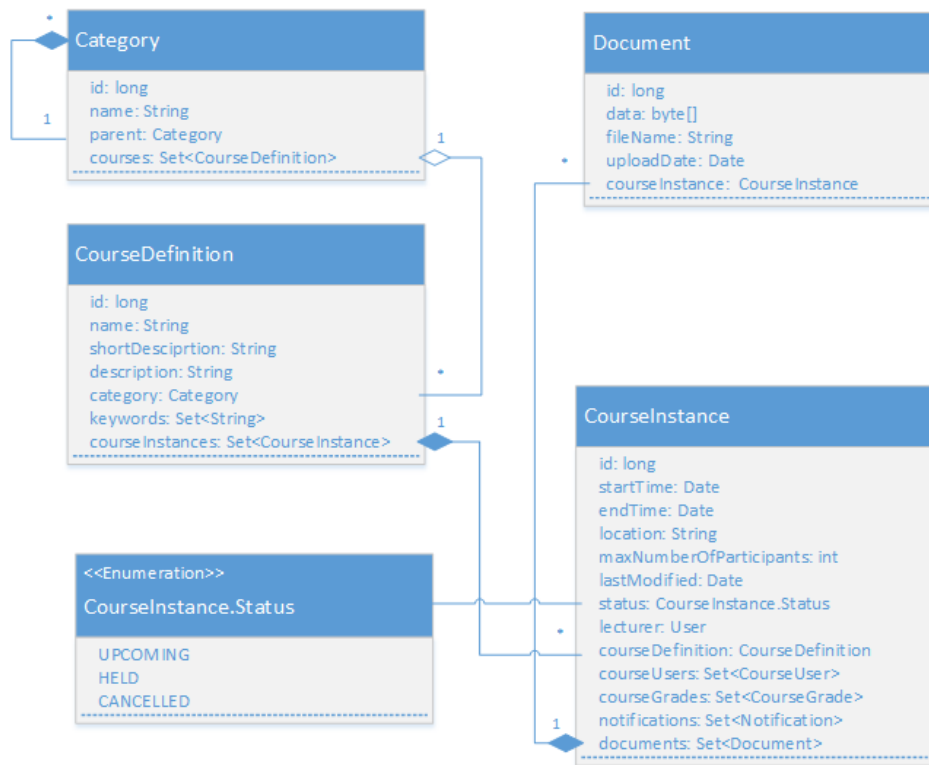 *
Category
id: long
name: String
1
parent: Category
1
courses: Set<CourseDefinition>
Document
id: long
data: byte[]
fileName: String
*
uploadDate: Date
courseInstance: CourseInstance
CourseDefinition
id: long
name: String
shortDesciprtion: String
description: String
*
category: Category
keywords: Set<String>
1
courseInstances: Set<CourseInstance>
CourseInstance
id: long
startTime: Date
endTime: Date
location: String
maxNumberOfParticipants: int
lastModified: Date
status: CourseInstance.Status
lecturer: User
*
courseDefinition: CourseDefinition
courseUsers: Set<CourseUser>
courseGrades: Set<CourseGrade>
notifications: Set<Notification>
1
documents: Set<Document>
<<Enumeration>>
CourseInstance.Status
UPCOMING
HELD
CANCELLED